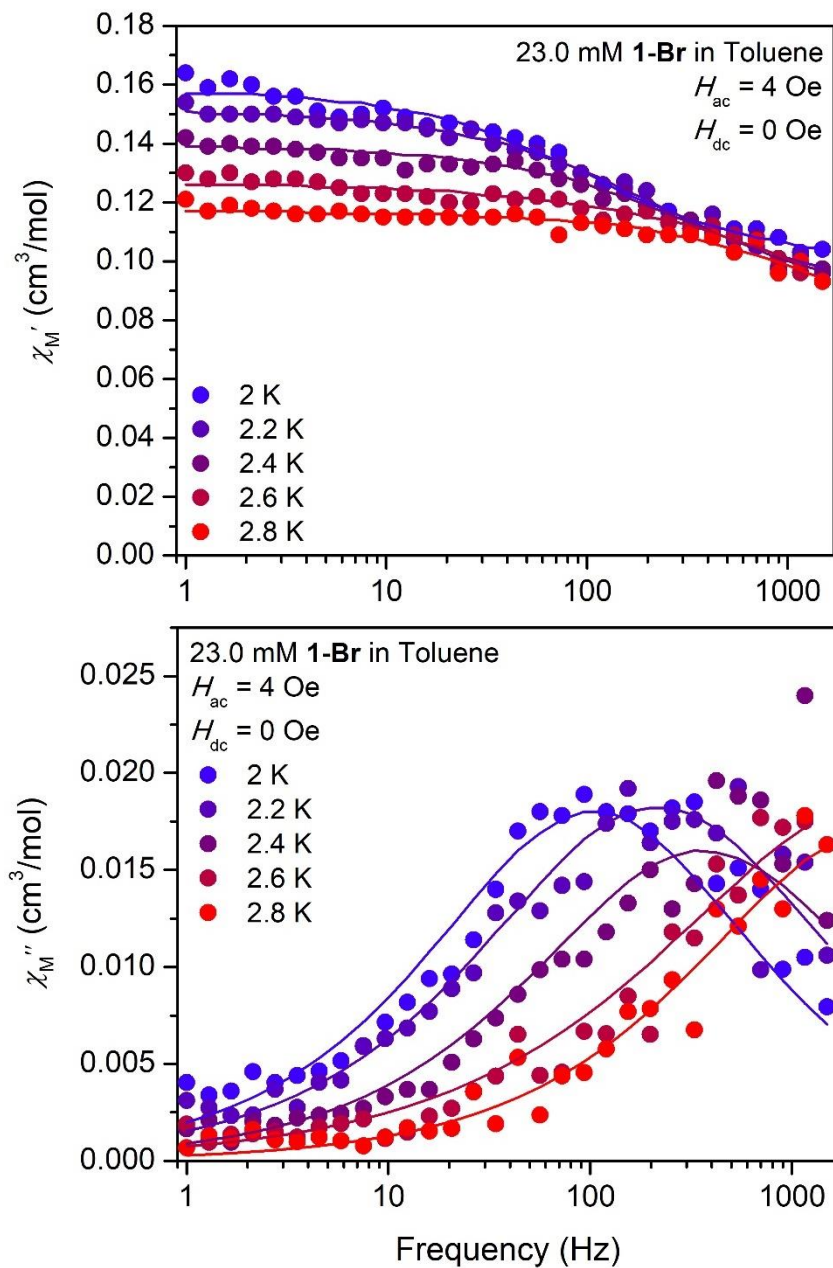 0.18
0.16
0.14
0.12
0.10
0.08
0.06
0.04
0.02
0.00
χM′ (cm³/mol)
23.0 mM 1-Br in Toluene
Hac = 4 Oe
Hdc = 0 Oe
2 K
2.2 K
2.4 K
2.6 K
2.8 K
1
10
100
1000
0.025
0.020
0.015
0.010
0.005
0.000
χM″ (cm³/mol)
23.0 mM 1-Br in Toluene
Hac = 4 Oe
Hdc = 0 Oe
2 K
2.2 K
2.4 K
2.6 K
2.8 K
1
10
100
1000
Frequency (Hz)